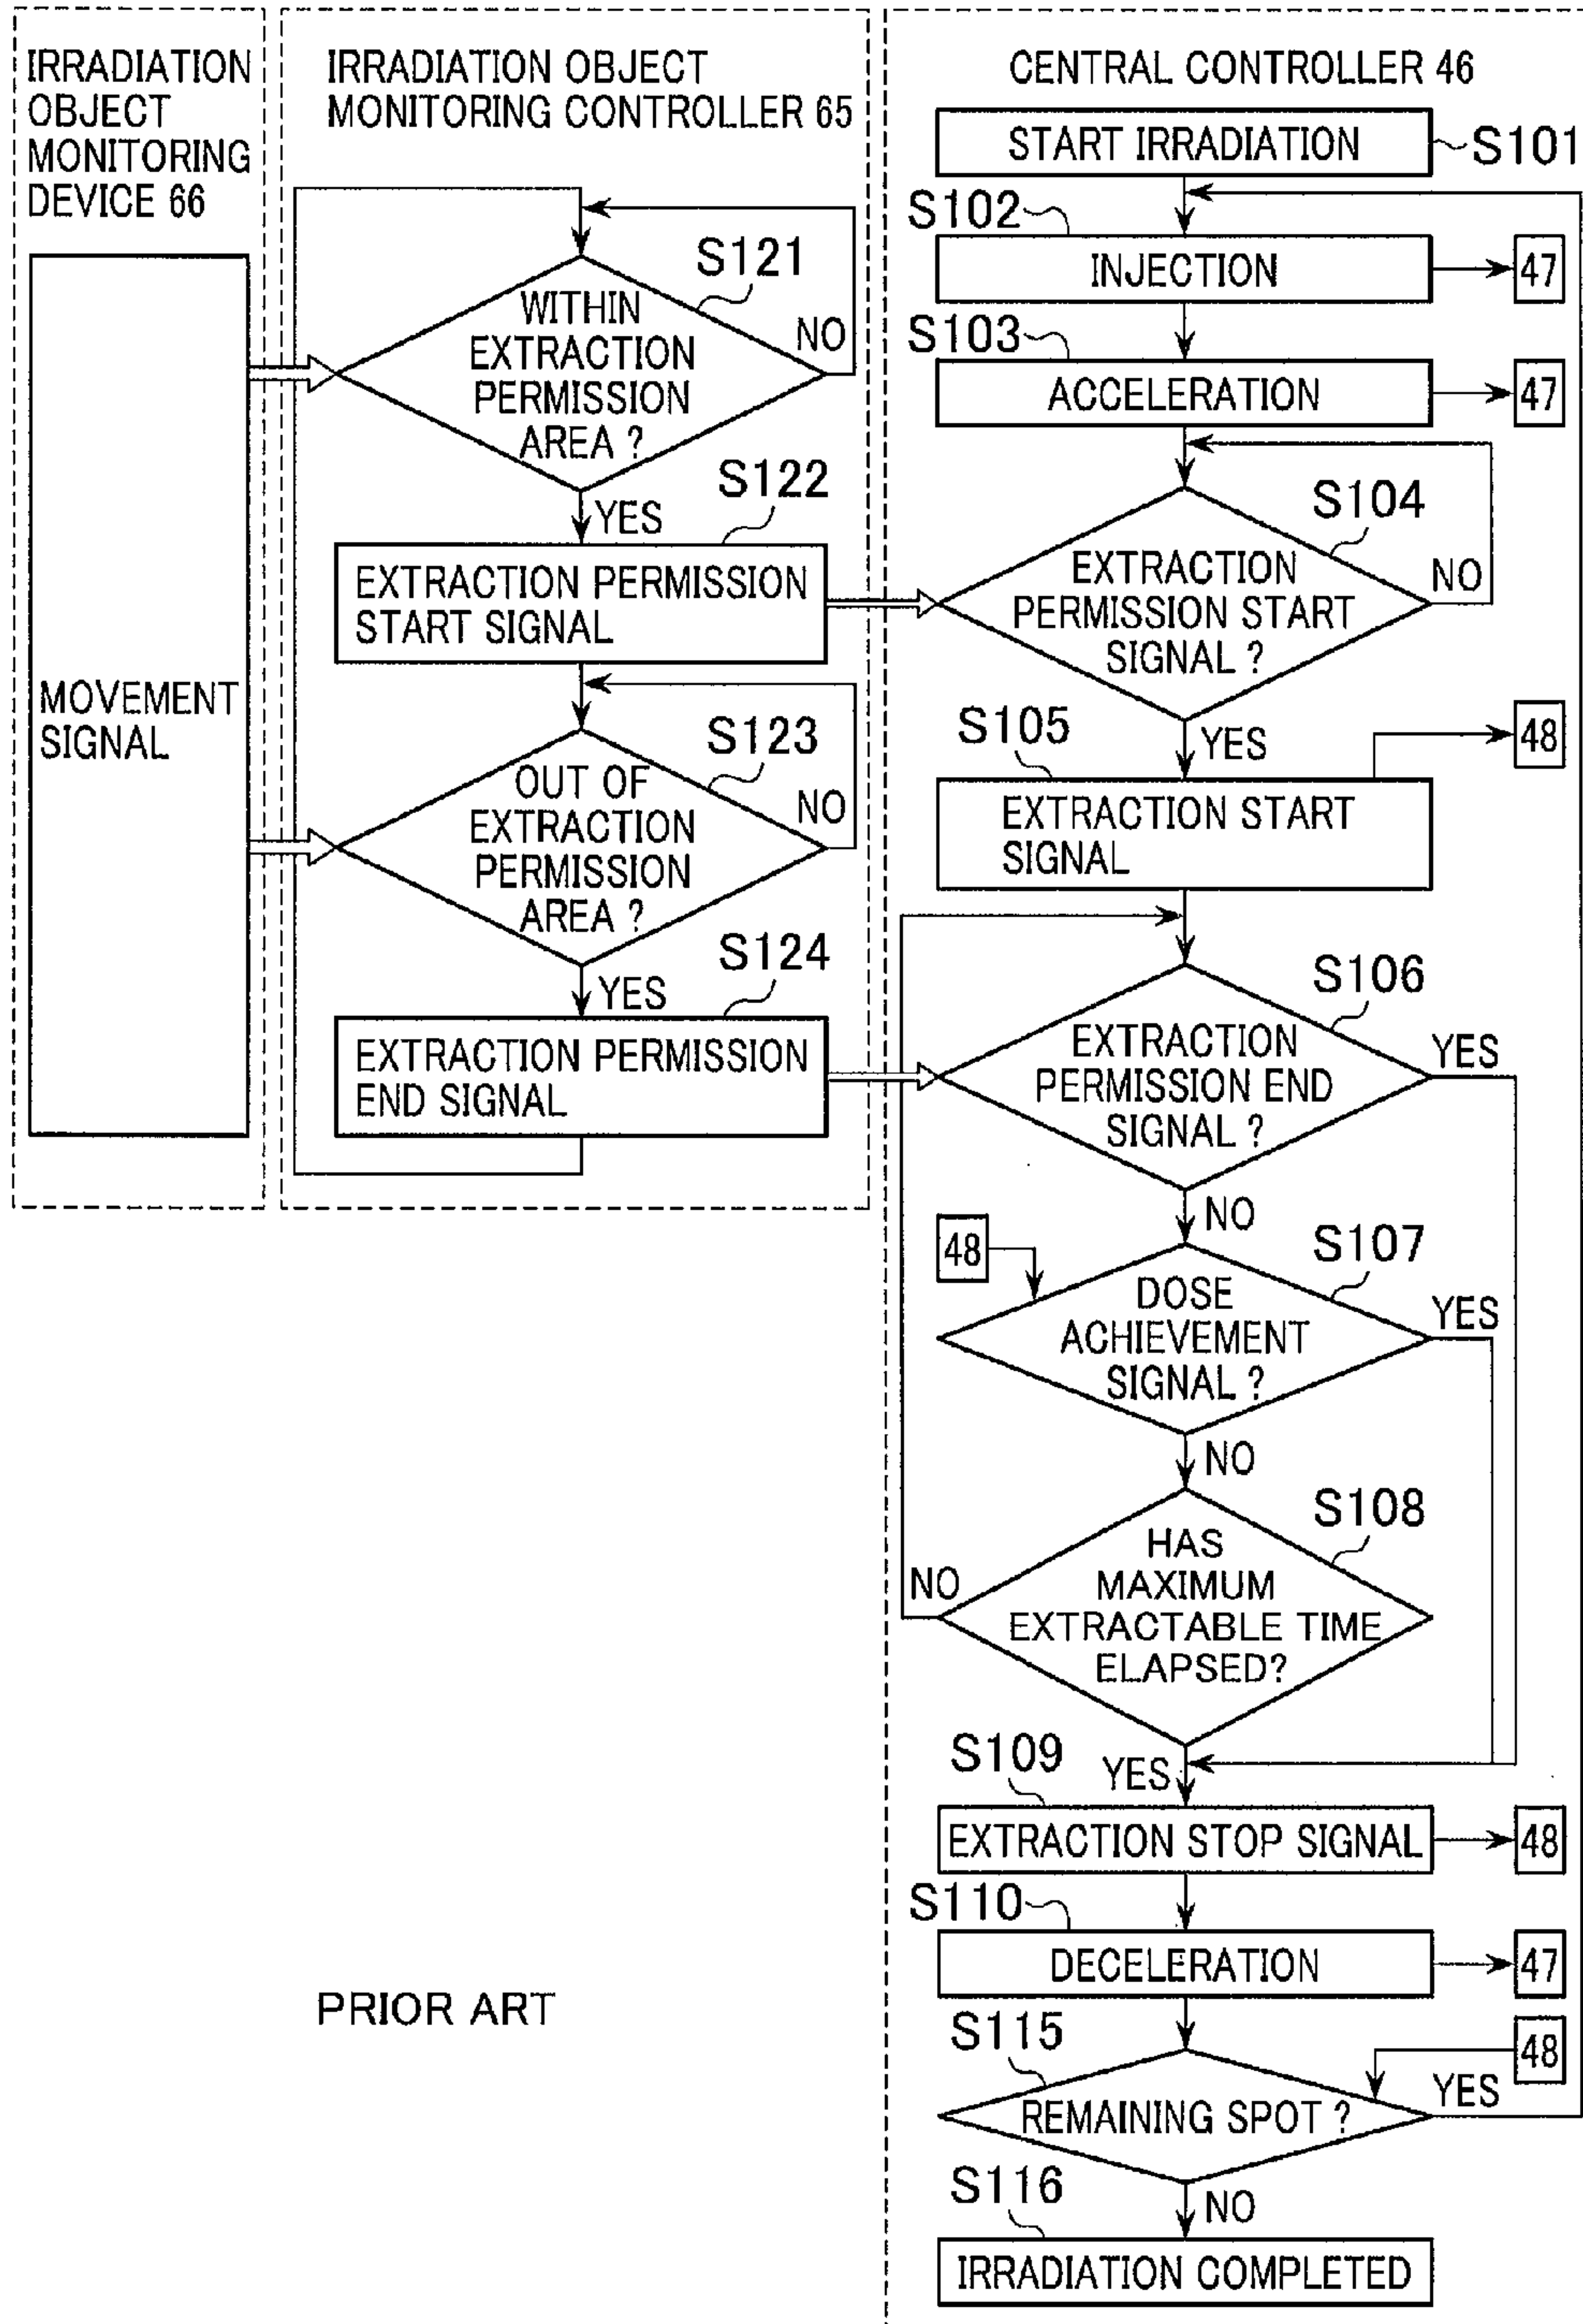 IRRADIATION
OBJECT
MONITORING
DEVICE 66
MOVEMENT
SIGNAL
IRRADIATION OBJECT
MONITORING CONTROLLER 65
S121
WITHIN
EXTRACTION
PERMISSION
AREA ?
NO
YES
S122
EXTRACTION PERMISSION
START SIGNAL
S123
OUT OF
EXTRACTION
PERMISSION
AREA ?
NO
YES
S124
EXTRACTION PERMISSION
END SIGNAL
CENTRAL CONTROLLER 46
START IRRADIATION
S101
S102
INJECTION
47
S103
ACCELERATION
47
S104
EXTRACTION
PERMISSION START
SIGNAL ?
NO
YES
S105
48
EXTRACTION START
SIGNAL
S106
EXTRACTION
PERMISSION END
SIGNAL ?
YES
NO
48
S107
DOSE
ACHIEVEMENT
SIGNAL ?
YES
NO
S108
HAS
MAXIMUM
EXTRACTABLE TIME
ELAPSED?
NO
YES
S109
EXTRACTION STOP SIGNAL
48
S110
DECELERATION
47
S115
48
REMAINING SPOT ?
YES
NO
S116
IRRADIATION COMPLETED
PRIOR ART